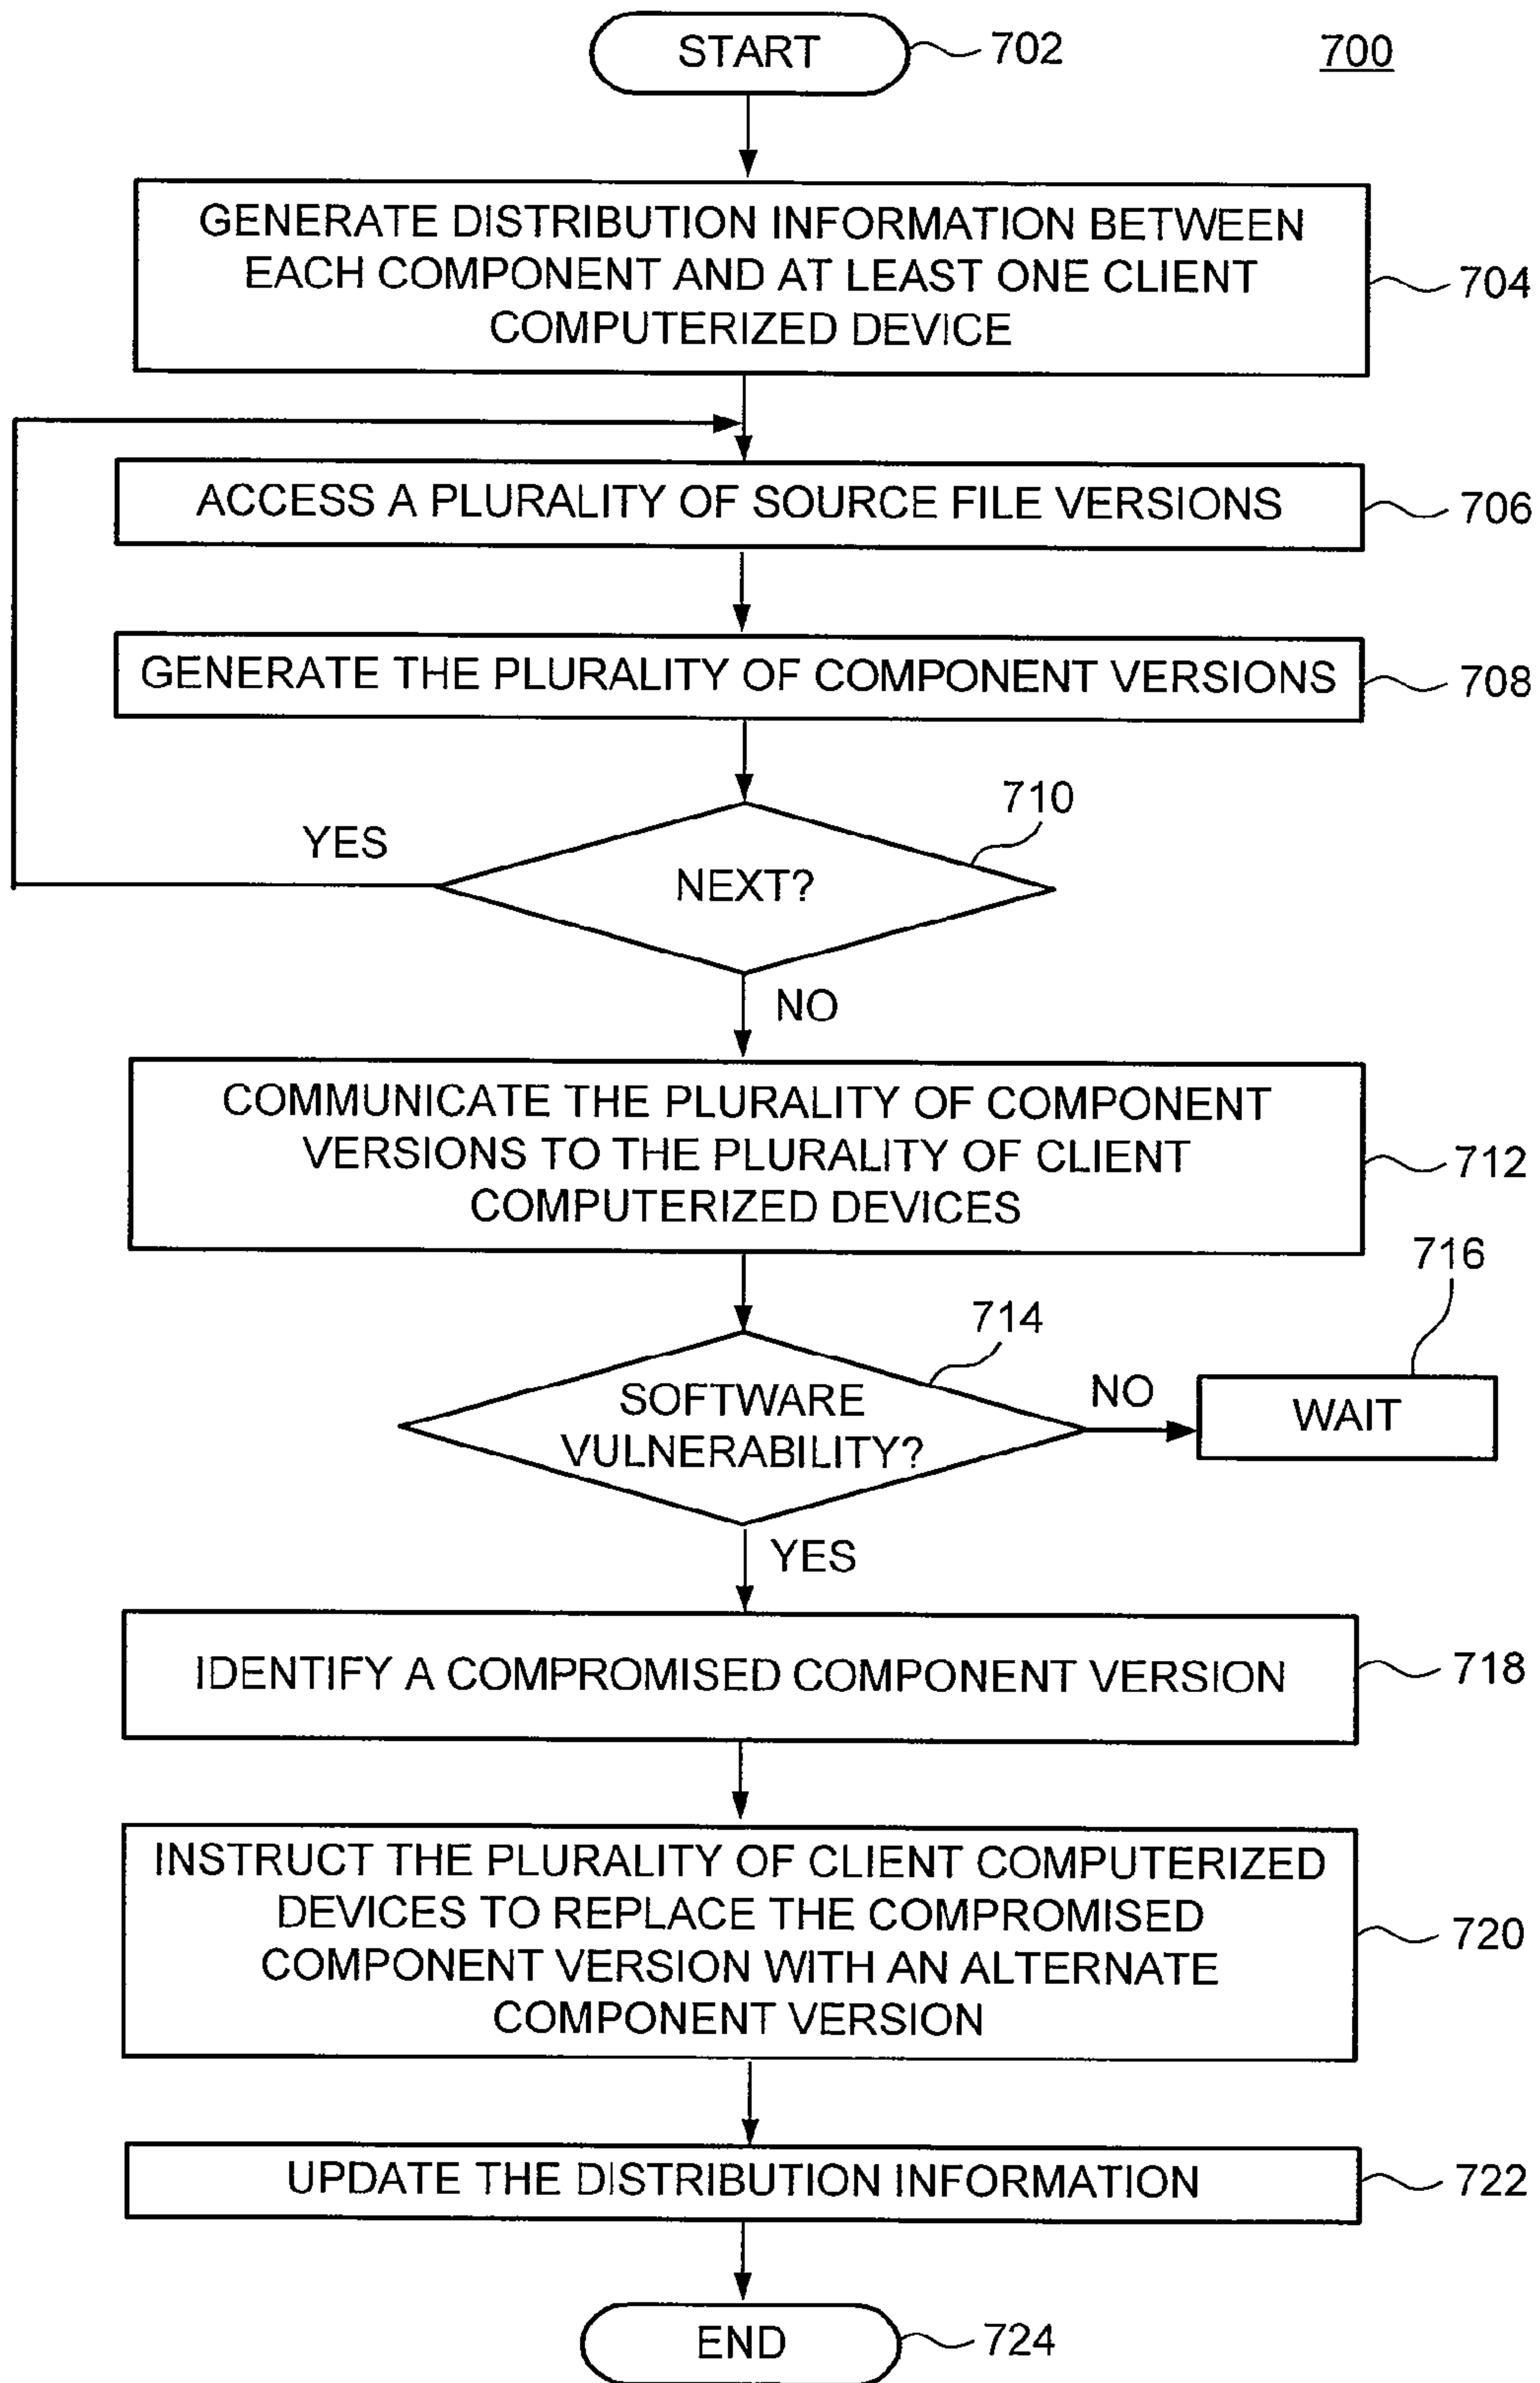 START
702
700
GENERATE DISTRIBUTION INFORMATION BETWEEN
EACH COMPONENT AND AT LEAST ONE CLIENT
COMPUTERIZED DEVICE
704
ACCESS A PLURALITY OF SOURCE FILE VERSIONS
706
GENERATE THE PLURALITY OF COMPONENT VERSIONS
708
710
YES
NEXT?
NO
COMMUNICATE THE PLURALITY OF COMPONENT
VERSIONS TO THE PLURALITY OF CLIENT
COMPUTERIZED DEVICES
712
716
714
SOFTWARE
VULNERABILITY?
NO
WAIT
YES
IDENTIFY A COMPROMISED COMPONENT VERSION
718
INSTRUCT THE PLURALITY OF CLIENT COMPUTERIZED
DEVICES TO REPLACE THE COMPROMISED
COMPONENT VERSION WITH AN ALTERNATE
COMPONENT VERSION
720
UPDATE THE DISTRIBUTION INFORMATION
722
END
724